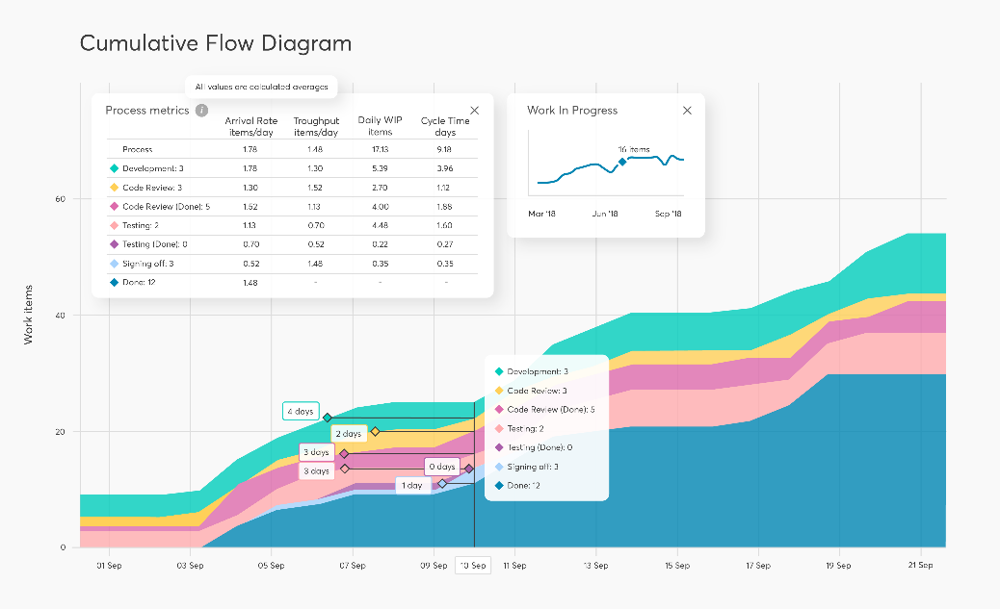 Cumulative Flow Diagram
All values are calculated averages
Process metrics i
Arrival Rate items/day Troughput items/day Daily WIP items Cycle Time days
Process 1.78 1.48 17.13 9.18
Development: 3 1.78 1.30 5.39 3.96
Code Review: 3 1.30 1.52 2.70 1.12
Code Review (Done): 5 1.52 1.13 4.00 1.88
Testing: 2 1.13 0.70 4.48 1.60
Testing (Done): 0 0.70 0.52 0.22 0.27
Signing off: 3 0.52 1.48 0.35 0.35
Done: 12 1.48 - - -
Work In Progress
16 items
Mar '18 Jun '18 Sep '18
Work items
60
40
20
0
4 days
2 days
3 days
3 days
0 days
1 day
Development: 3
Code Review: 3
Code Review (Done): 5
Testing: 2
Testing (Done): 0
Signing off: 3
Done: 12
01 Sep 03 Sep 05 Sep 07 Sep 09 Sep 10 Sep 11 Sep 13 Sep 15 Sep 17 Sep 19 Sep 21 Sep